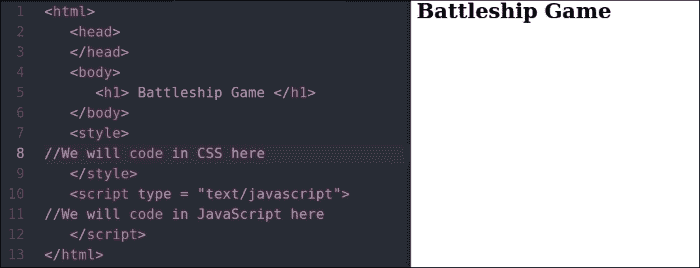 1 <html>
2 <head>
3 </head>
4 <body>
5 <h1> Battleship Game </h1>
6 </body>
7 <style>
8 //We will code in CSS here
9 </style>
10 <script type = "text/javascript">
11 //We will code in JavaScript here
12 </script>
13 </html>
Battleship Game